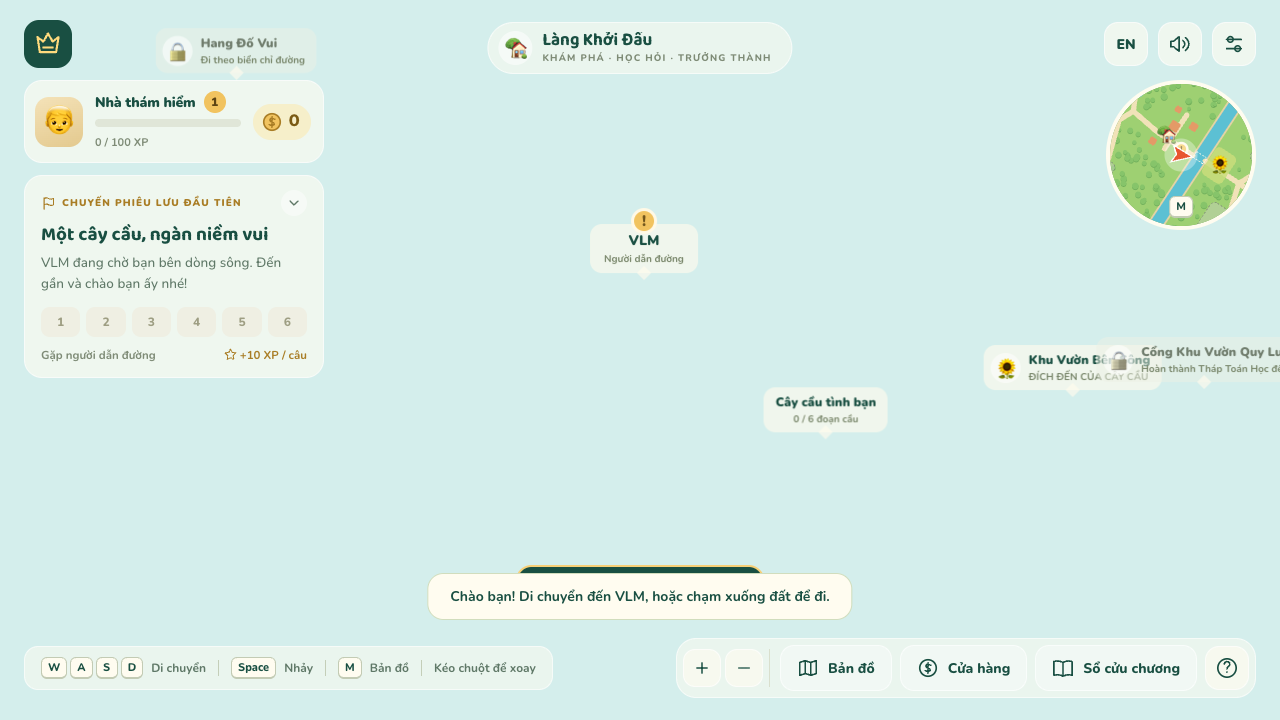 Hang Đố Vui
Đi theo biển chỉ đường
Làng Khởi Đầu
KHÁM PHÁ · HỌC HỎI · TRƯỞNG THÀNH
EN
Nhà thám hiểm 1
0
0 / 100 XP
M
CHUYẾN PHIÊU LƯU ĐẦU TIÊN
Một cây cầu, ngàn niềm vui
VLM đang chờ bạn bên dòng sông. Đến
gần và chào bạn ấy nhé!
1 2 3 4 5 6
Gặp người dẫn đường
+10 XP / câu
!
VLM
Người dẫn đường
Khu Vườn Bên Sông
ĐÍCH ĐẾN CỦA CÂY CẦU
Cổng Khu Vườn Quy Lu
Hoàn thành Tháp Toán Học để
Cây cầu tình bạn
0 / 6 đoạn cầu
Chào bạn! Di chuyển đến VLM, hoặc chạm xuống đất để đi.
W A S D Di chuyển
Space Nhảy
M Bản đồ
Kéo chuột để xoay
+ −
Bản đồ
Cửa hàng
Sổ cửu chương
?